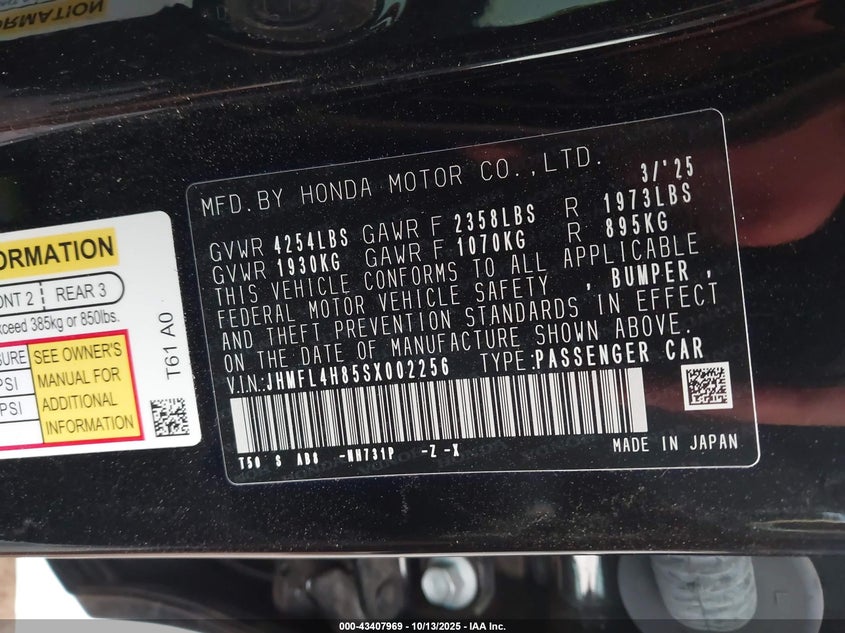 ORMATION
MFD.BY HONDA MOTOR CO.,LTD. 3/'25
GVWR 4254LBS GAWR F 2358LBS R 1973LBS
GVWR 1930KG GAWR F 1070KG R 895KG
THIS VEHICLE CONFORMS TO ALL APPLICABLE
FEDERAL MOTOR VEHICLE SAFETY , BUMPER ,
AND THEFT PREVENTION STANDARDS IN EFFECT
ON THE DATE OF MANUFACTURE SHOWN ABOVE.
V.I.N.:JHMFL4H85SX002256 TYPE:PASSENGER CAR
T50 S AB8 -NH731P -Z -X
MADE IN JAPAN
ORMATION
ONT 2 REAR 3
xceed 385kg or 850lbs.
SURE SEE OWNER'S
PSI MANUAL FOR
PSI ADDITIONAL
INFORMATION
T61 A0
000-43407969 - 10/13/2025 - IAA Inc.